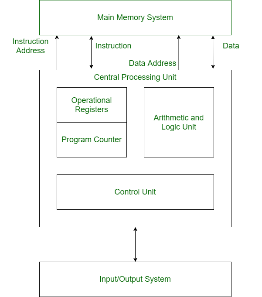 Main Memory System
Instruction
Address
Instruction
Data
Data Address
Central Processing Unit
Operational
Registers
Program Counter
Arithmetic and
Logic Unit
Control Unit
Input/Output System